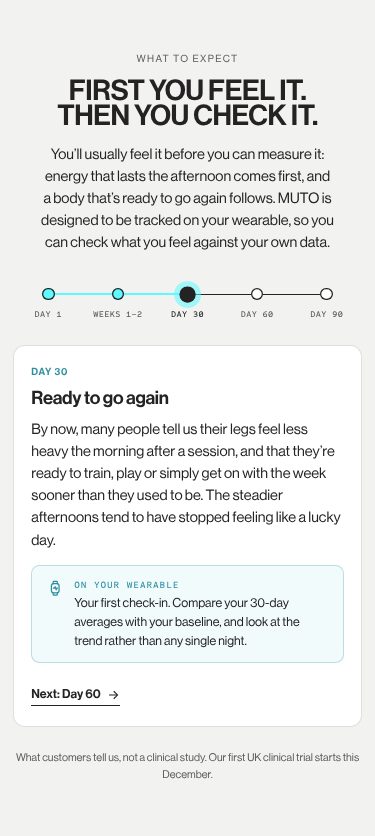 WHAT TO EXPECT
FIRST YOU FEEL IT.
THEN YOU CHECK IT.
You'll usually feel it before you can measure it:
energy that lasts the afternoon comes first, and
a body that's ready to go again follows. MUTO is
designed to be tracked on your wearable, so you
can check what you feel against your own data.
DAY 1 WEEKS 1–2 DAY 30 DAY 60 DAY 90
DAY 30
Ready to go again
By now, many people tell us their legs feel less
heavy the morning after a session, and that they're
ready to train, play or simply get on with the week
sooner than they used to be. The steadier
afternoons tend to have stopped feeling like a lucky
day.
ON YOUR WEARABLE
Your first check-in. Compare your 30-day
averages with your baseline, and look at the
trend rather than any single night.
Next: Day 60 →
What customers tell us, not a clinical study. Our first UK clinical trial starts this
December.